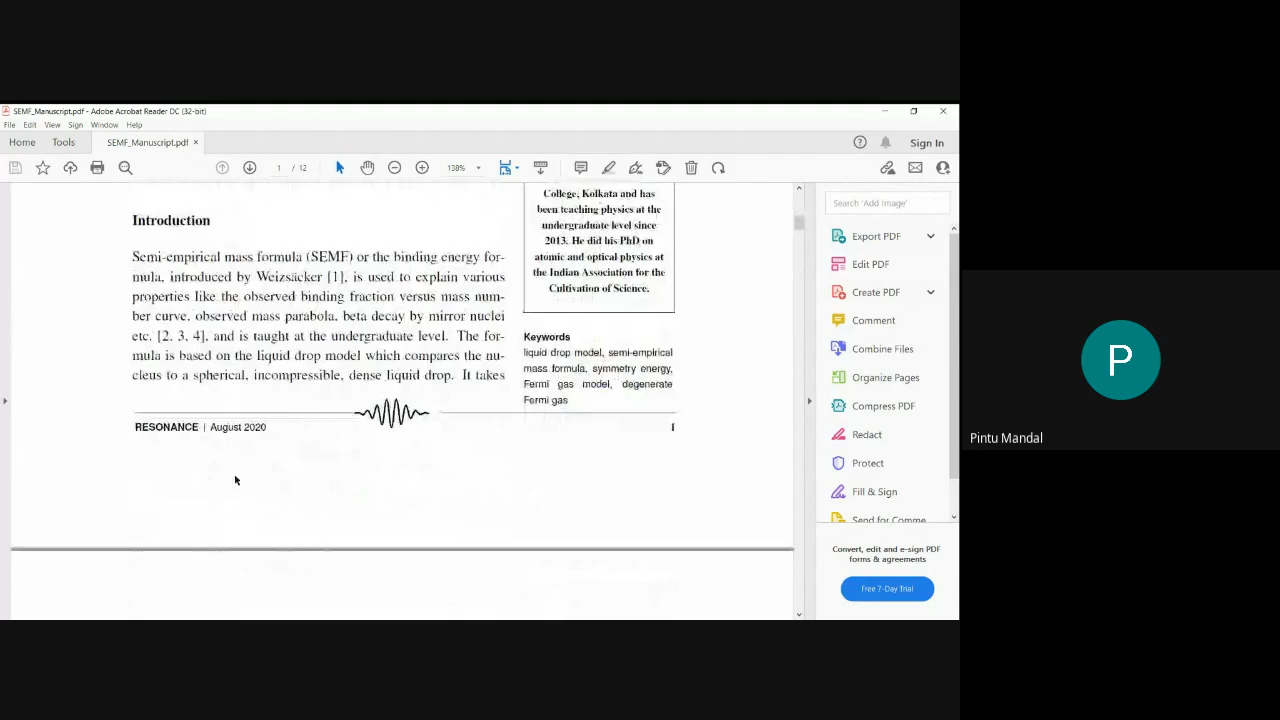 SEMF_Manuscript.pdf - Adobe Acrobat Reader DC (32-bit)
File Edit View Sign Window Help
Home Tools SEMF_Manuscript.pdf × Sign In
1 / 12 138%
Introduction
Semi-empirical mass formula (SEMF) or the binding energy for-
mula, introduced by Weizsäcker [1], is used to explain various
properties like the observed binding fraction versus mass num-
ber curve, observed mass parabola, beta decay by mirror nuclei
etc. [2, 3, 4], and is taught at the undergraduate level. The for-
mula is based on the liquid drop model which compares the nu-
cleus to a spherical, incompressible, dense liquid drop. It takes
College, Kolkata and has
been teaching physics at the
undergraduate level since
2013. He did his PhD on
atomic and optical physics at
the Indian Association for the
Cultivation of Science.
Keywords
liquid drop model, semi-empirical
mass formula, symmetry energy,
Fermi gas model, degenerate
Fermi gas
RESONANCE | August 2020 1
Search 'Add Image'
Export PDF
Edit PDF
Create PDF
Comment
Combine Files
Organize Pages
Compress PDF
Redact
Protect
Fill & Sign
Send for Comme
Convert, edit and e-sign PDF
forms & agreements
Free 7-Day Trial
P
Pintu Mandal